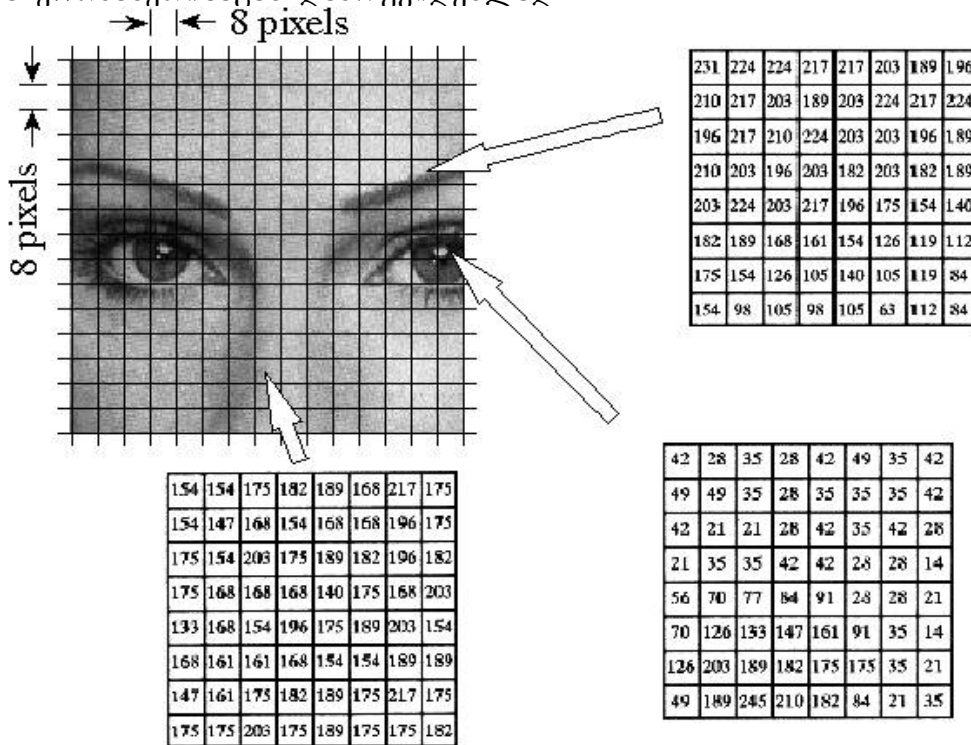 8 pixels
8 pixels
231 224 224 217 217 203 189 196
210 217 203 189 203 224 217 224
196 217 210 224 203 203 196 189
210 203 196 203 182 203 182 189
203 224 203 217 196 175 154 140
182 189 168 161 154 126 119 112
175 154 126 105 140 105 119 84
154 98 105 98 105 63 112 84
42 28 35 28 42 49 35 42
49 49 35 28 35 35 35 42
42 21 21 28 42 35 42 28
21 35 35 42 42 28 28 14
56 70 77 84 91 28 28 21
70 126 133 147 161 91 35 14
126 203 189 182 175 175 35 21
49 189 245 210 182 84 21 35
154 154 175 182 189 168 217 175
154 147 168 154 168 168 196 175
175 154 203 175 189 182 196 182
175 168 168 168 140 175 168 203
133 168 154 196 175 189 203 154
168 161 161 168 154 154 189 189
147 161 175 182 189 175 217 175
175 175 203 175 189 175 175 182